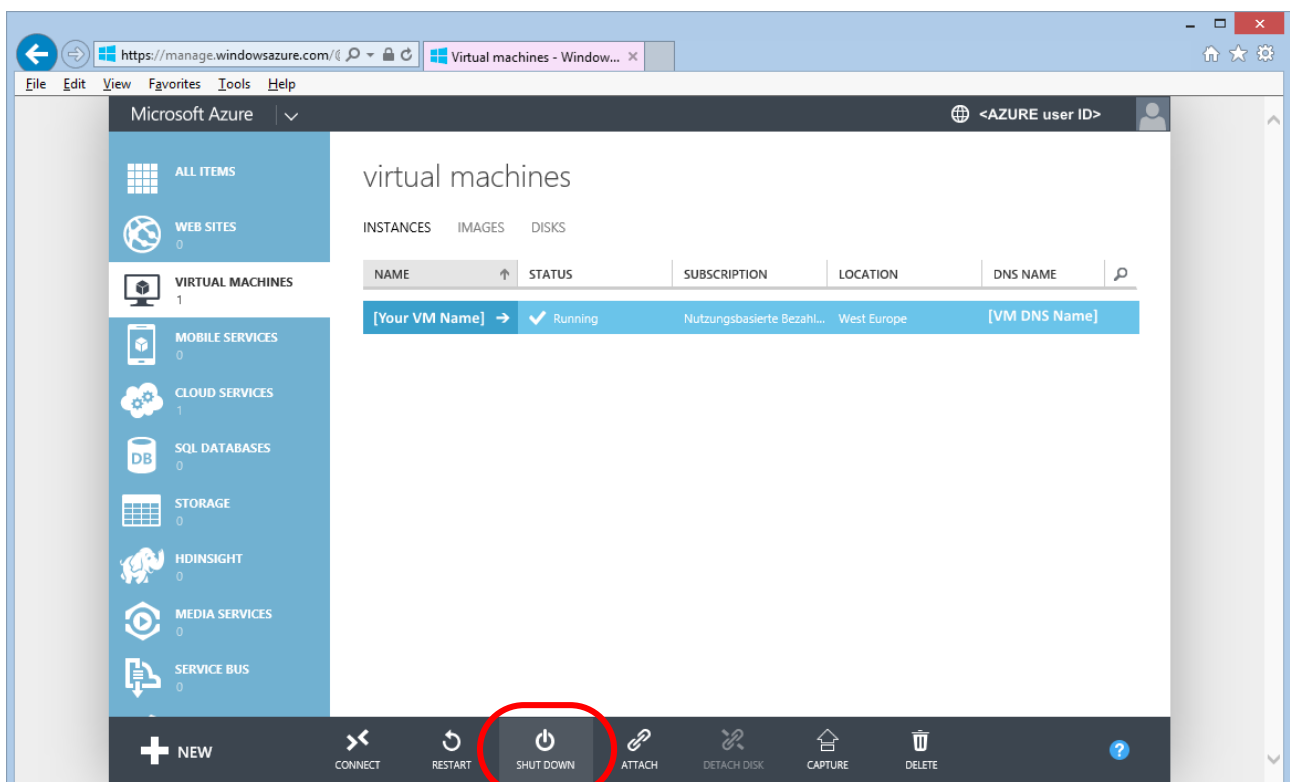 https://manage.windowsazure.com/
Virtual machines - Window...
File Edit View Favorites Tools Help
Microsoft Azure
<AZURE user ID>
ALL ITEMS
WEB SITES
0
VIRTUAL MACHINES
1
MOBILE SERVICES
0
CLOUD SERVICES
1
SQL DATABASES
0
DB
STORAGE
0
HDINSIGHT
0
MEDIA SERVICES
0
SERVICE BUS
0
virtual machines
INSTANCES IMAGES DISKS
NAME STATUS SUBSCRIPTION LOCATION DNS NAME
[Your VM Name] Running Nutzungsbasierte Bezahl... West Europe [VM DNS Name]
NEW
CONNECT RESTART SHUT DOWN ATTACH DETACH DISK CAPTURE DELETE
?